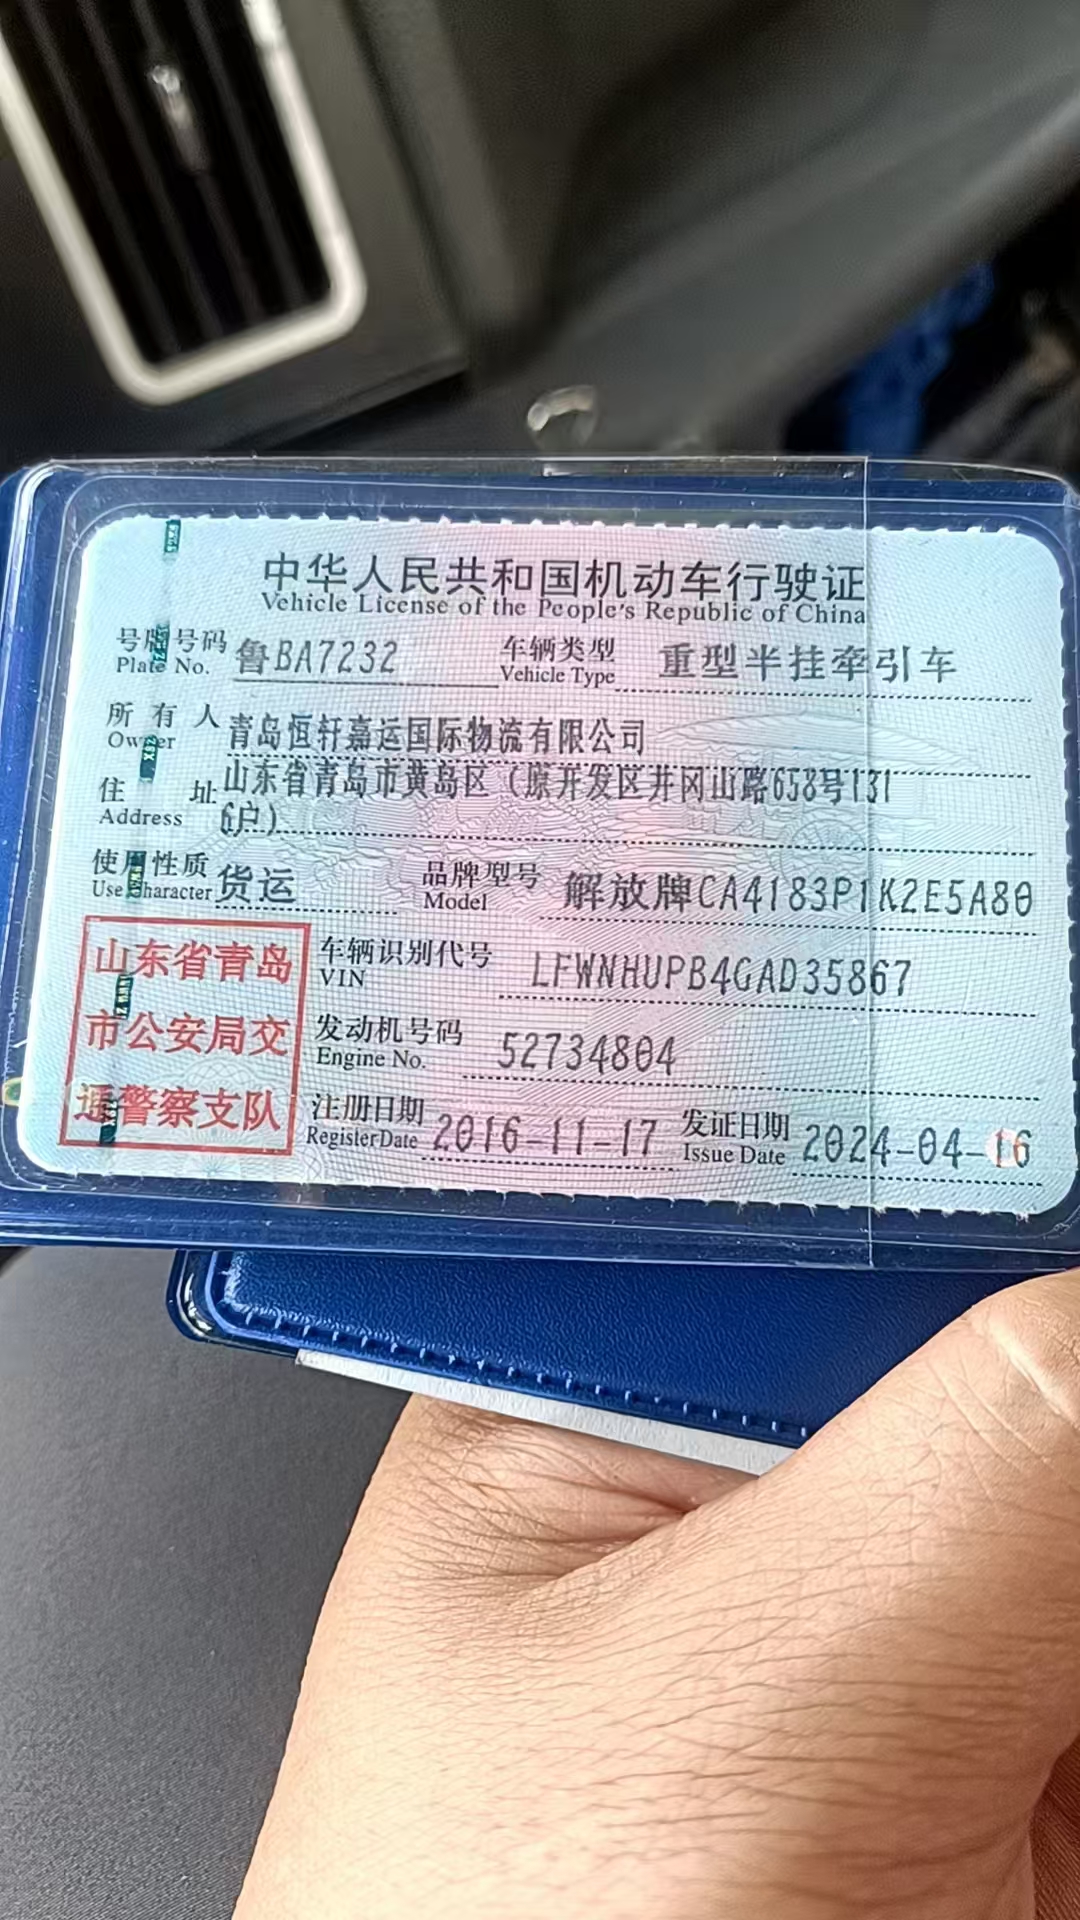 中华人民共和国机动车行驶证
Vehicle License of the People's Republic of China
号牌号码 鲁BA7232 车辆类型 重型半挂牵引车
Plate No. Vehicle Type
所有人 青岛恒轩嘉运国际物流有限公司
Owner
住址 山东省青岛市黄岛区（原开发区井冈山路658号131
Address 6户）
使用性质 货运 品牌型号 解放牌CA4183P1K2E5A80
Use Character Model
山东省青岛
市公安局交
通警察支队
车辆识别代号 LFWNHUPB4GAD35867
VIN
发动机号码 52734804
Engine No.
注册日期 2016-11-17 发证日期 2024-04-16
Register Date Issue Date